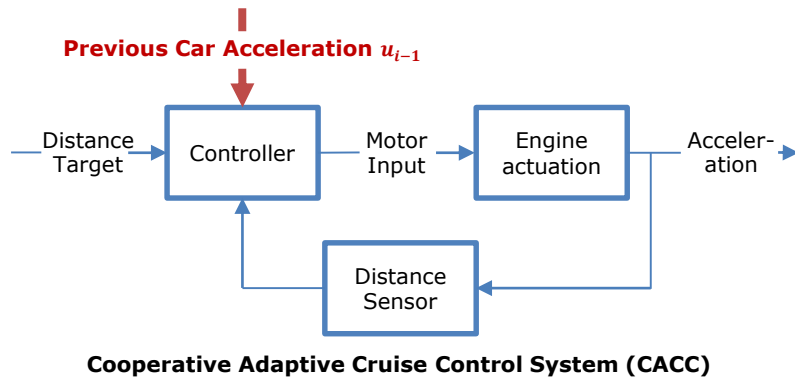 Previous Car Acceleration u_{i−1}
Distance
Target
Controller
Motor
Input
Engine
actuation
Acceler-
ation
Distance
Sensor
Cooperative Adaptive Cruise Control System (CACC)